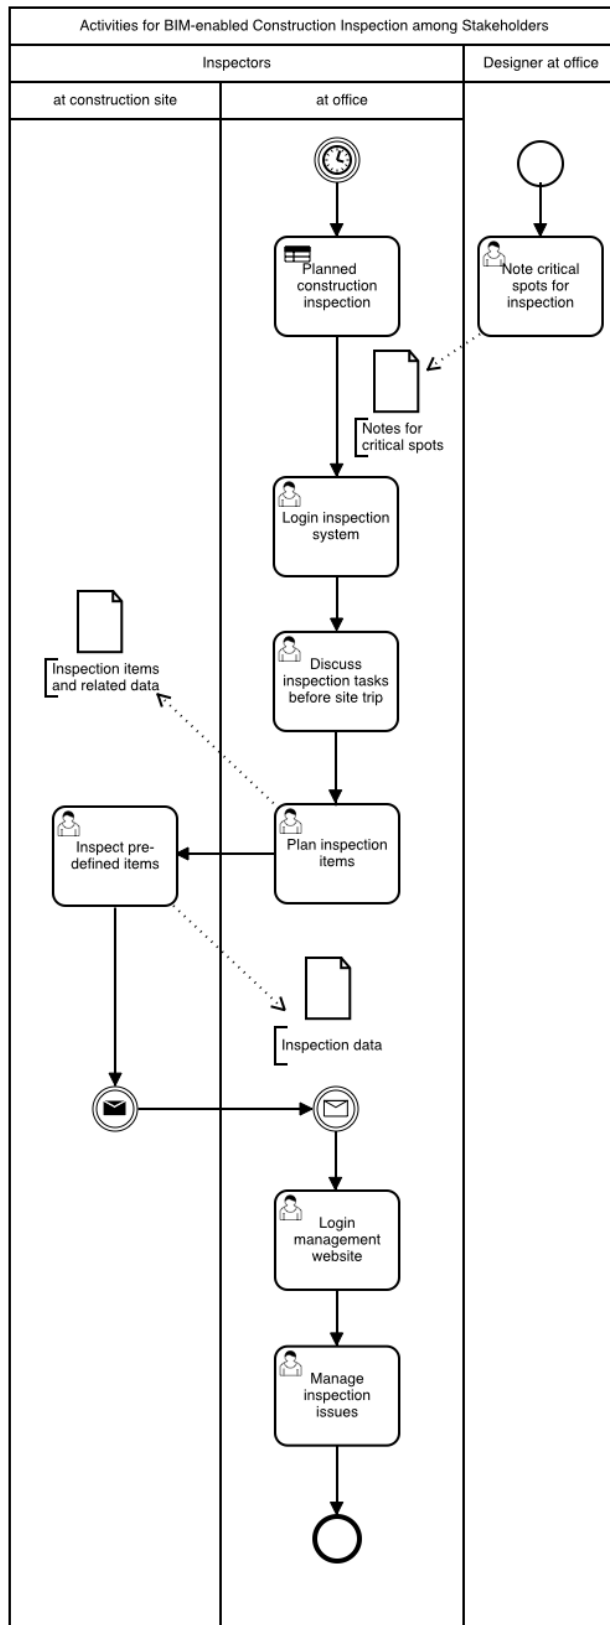 Activities for BIM-enabled Construction Inspection among Stakeholders
Inspectors
Designer at office
at construction site
at office
Planned
construction
inspection
Note critical
spots for
inspection
Notes for
critical spots
Login inspection
system
Inspection items
and related data
Discuss
inspection tasks
before site trip
Inspect pre-
defined items
Plan inspection
items
Inspection data
Login
management
website
Manage
inspection
issues